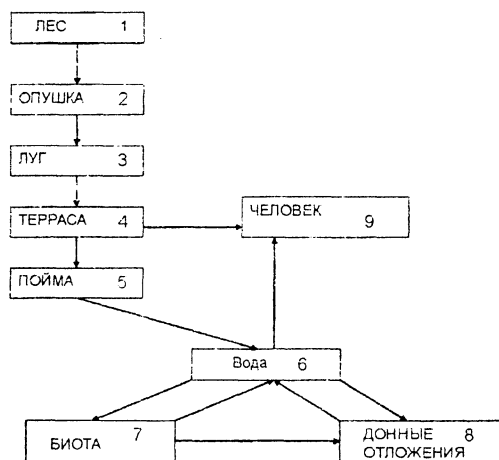 ЛЕС 1
ОПУШКА 2
ЛУГ 3
ТЕРРАСА 4
ЧЕЛОВЕК 9
ПОЙМА 5
Вода 6
БИОТА 7
ДОННЫЕ 8
ОТЛОЖЕНИЯ